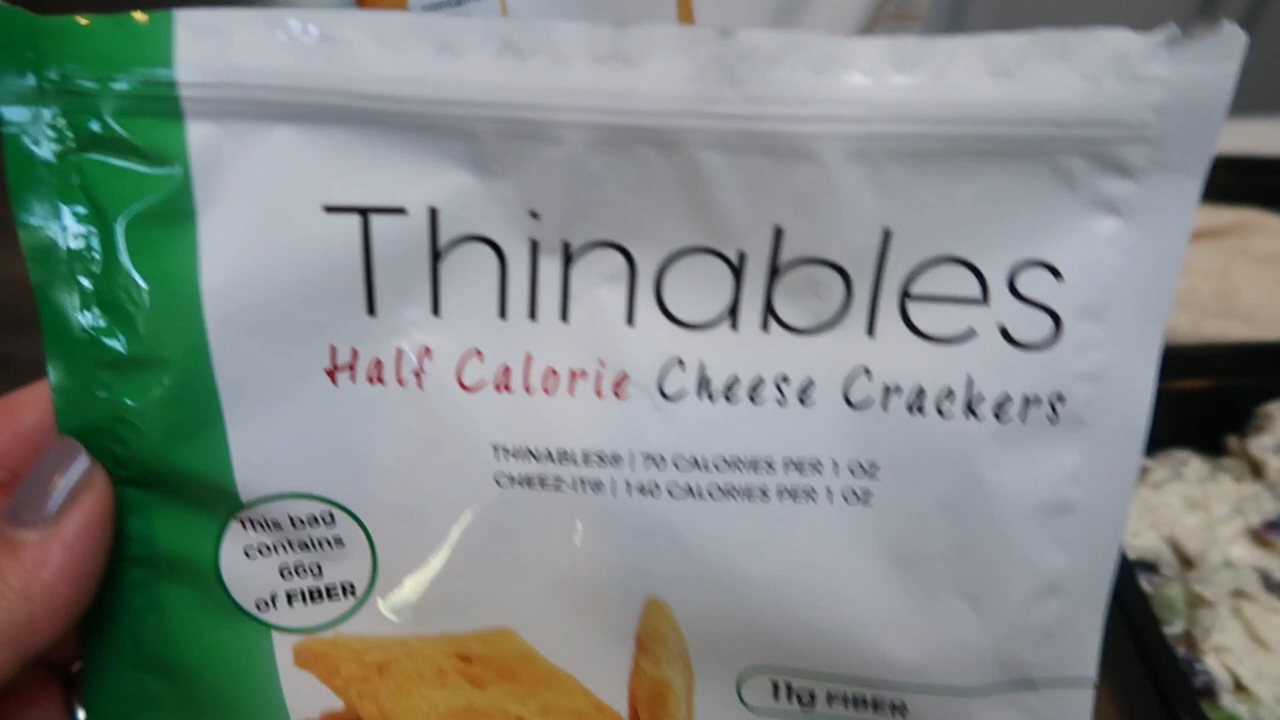 Thinables
Half Calorie Cheese Crackers
THINABLES® | 70 CALORIES PER 1 OZ
CHEEZ-IT® | 140 CALORIES PER 1 OZ
This bag
contains
66g
of FIBER
11g FIBER